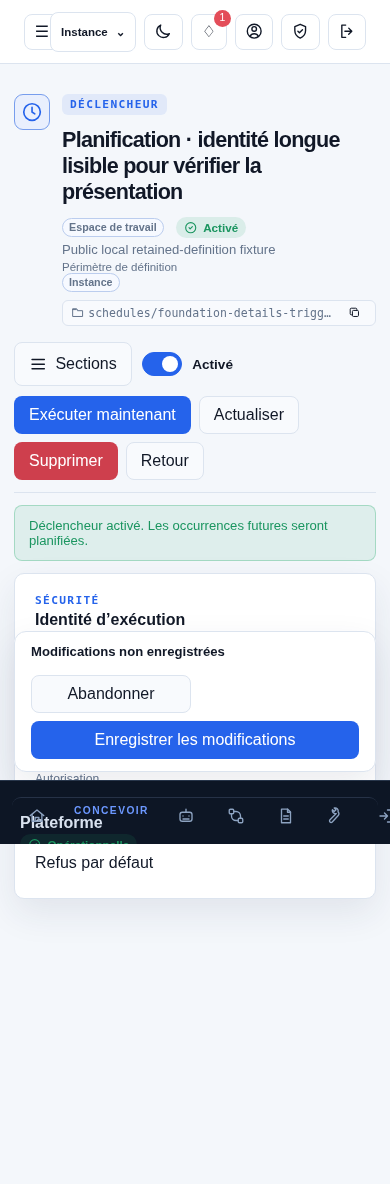 Instance
1
DÉCLENCHEUR
Planification · identité longue
lisible pour vérifier la
présentation
Espace de travail
Activé
Public local retained-definition fixture
Périmètre de définition
Instance
schedules/foundation-details-trigg…
Sections
Activé
Exécuter maintenant
Actualiser
Supprimer
Retour
Déclencheur activé. Les occurrences futures seront
planifiées.
SÉCURITÉ
Identité d’exécution
Modifications non enregistrées
Abandonner
Enregistrer les modifications
Autorisation
CONCEVOIR
Plateforme
Opérationnelle
Refus par défaut